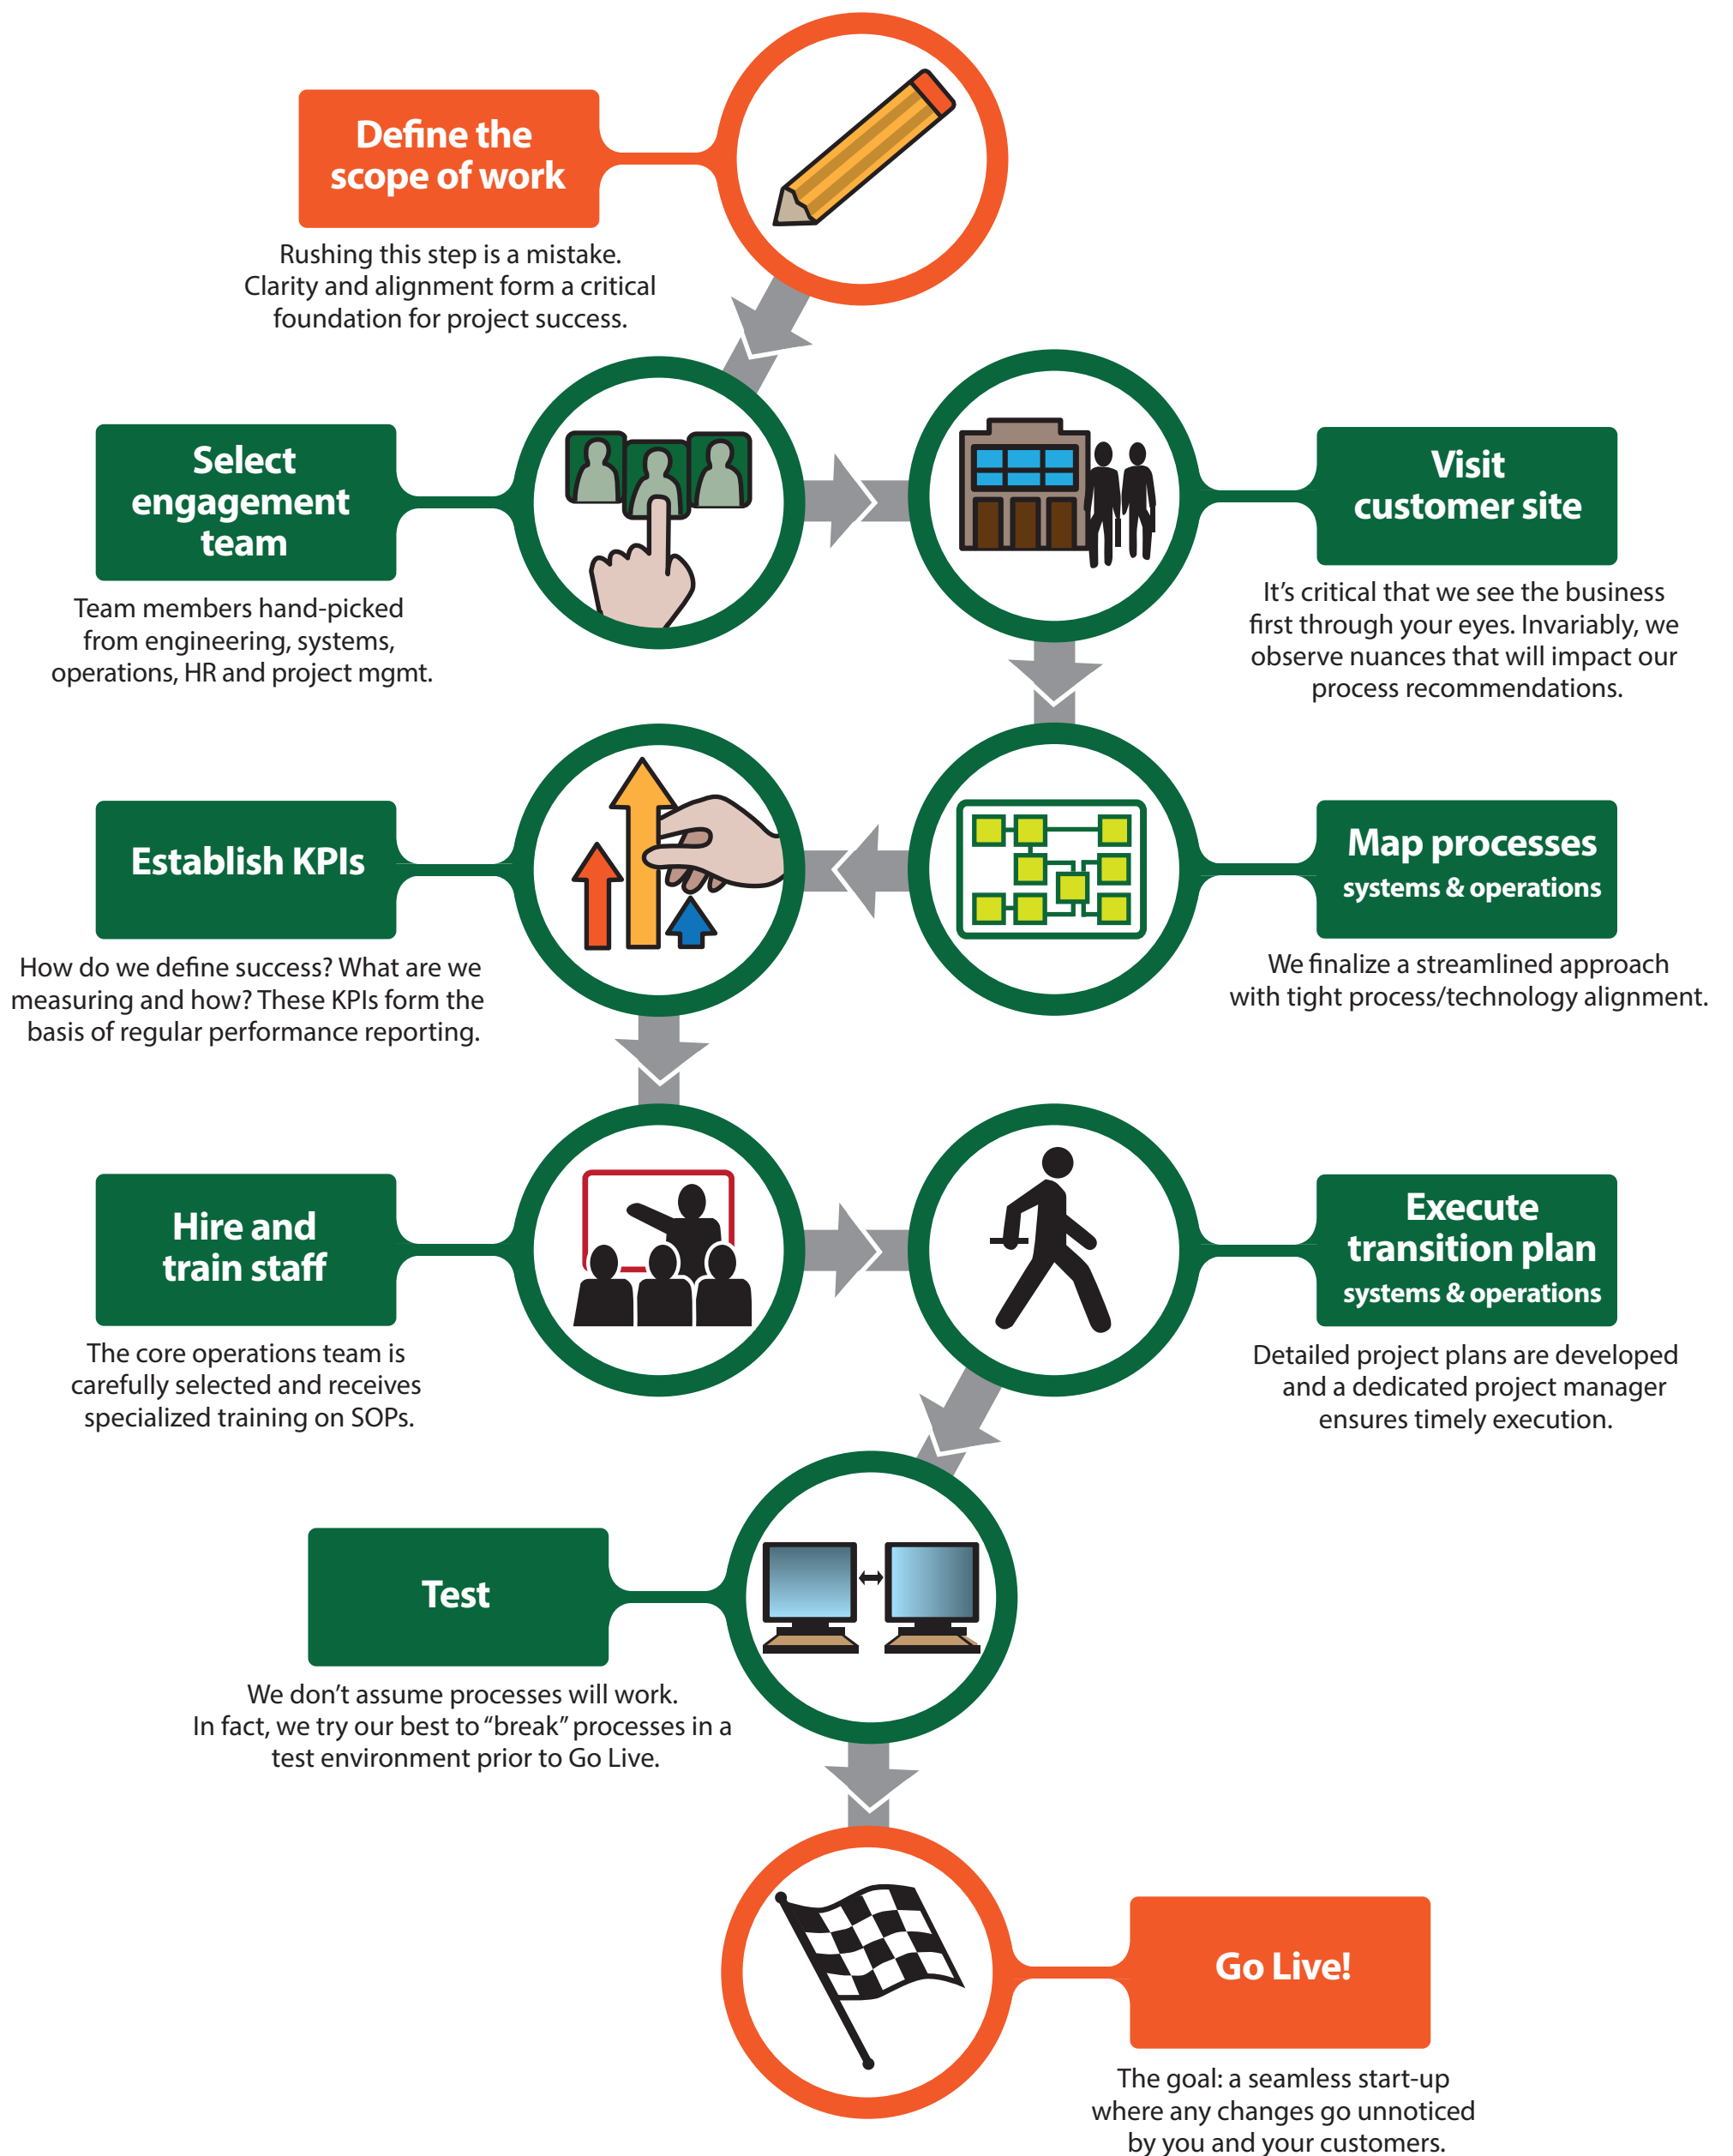 Define the
scope of work
Rushing this step is a mistake.
Clarity and alignment form a critical
foundation for project success.
Select
engagement
team
Team members hand-picked
from engineering, systems,
operations, HR and project mgmt.
Visit
customer site
It’s critical that we see the business
first through your eyes. Invariably, we
observe nuances that will impact our
process recommendations.
Map processes
systems & operations
We finalize a streamlined approach
with tight process/technology alignment.
Establish KPIs
How do we define success? What are we
measuring and how? These KPIs form the
basis of regular performance reporting.
Hire and
train staff
The core operations team is
carefully selected and receives
specialized training on SOPs.
Execute
transition plan
systems & operations
Detailed project plans are developed
and a dedicated project manager
ensures timely execution.
Test
We don’t assume processes will work.
In fact, we try our best to “break” processes in a
test environment prior to Go Live.
Go Live!
The goal: a seamless start-up
where any changes go unnoticed
by you and your customers.